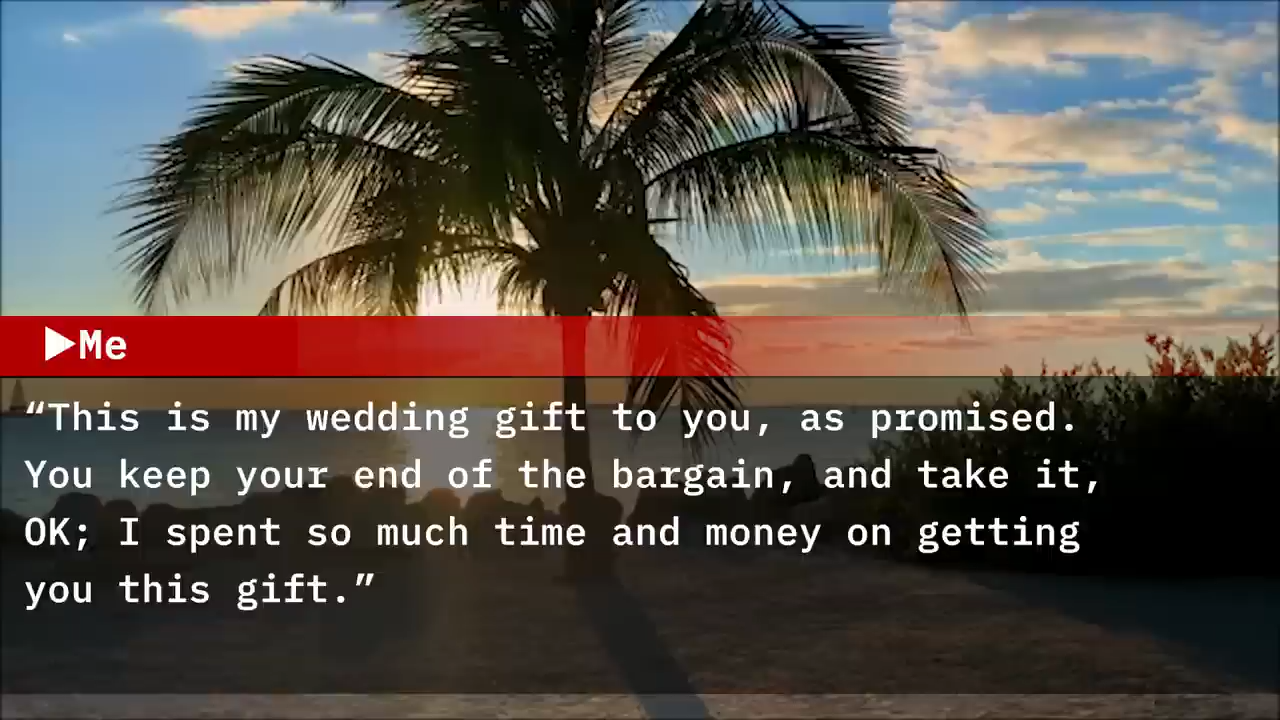 ▶Me
“This is my wedding gift to you, as promised.
You keep your end of the bargain, and take it,
OK; I spent so much time and money on getting
you this gift.”